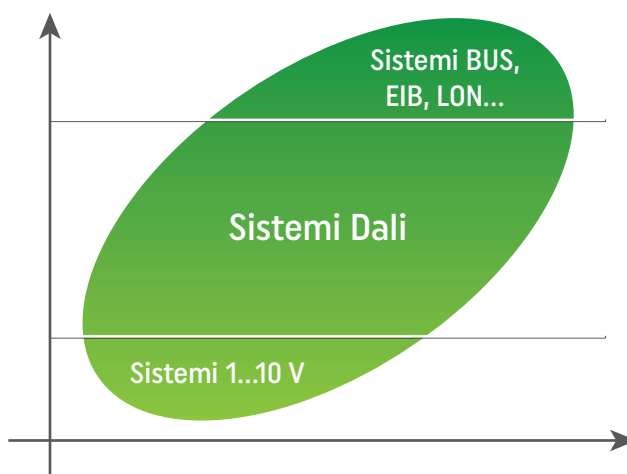 Sistemi BUS,
EIB, LON...
Sistemi Dali
Sistemi 1...10 V